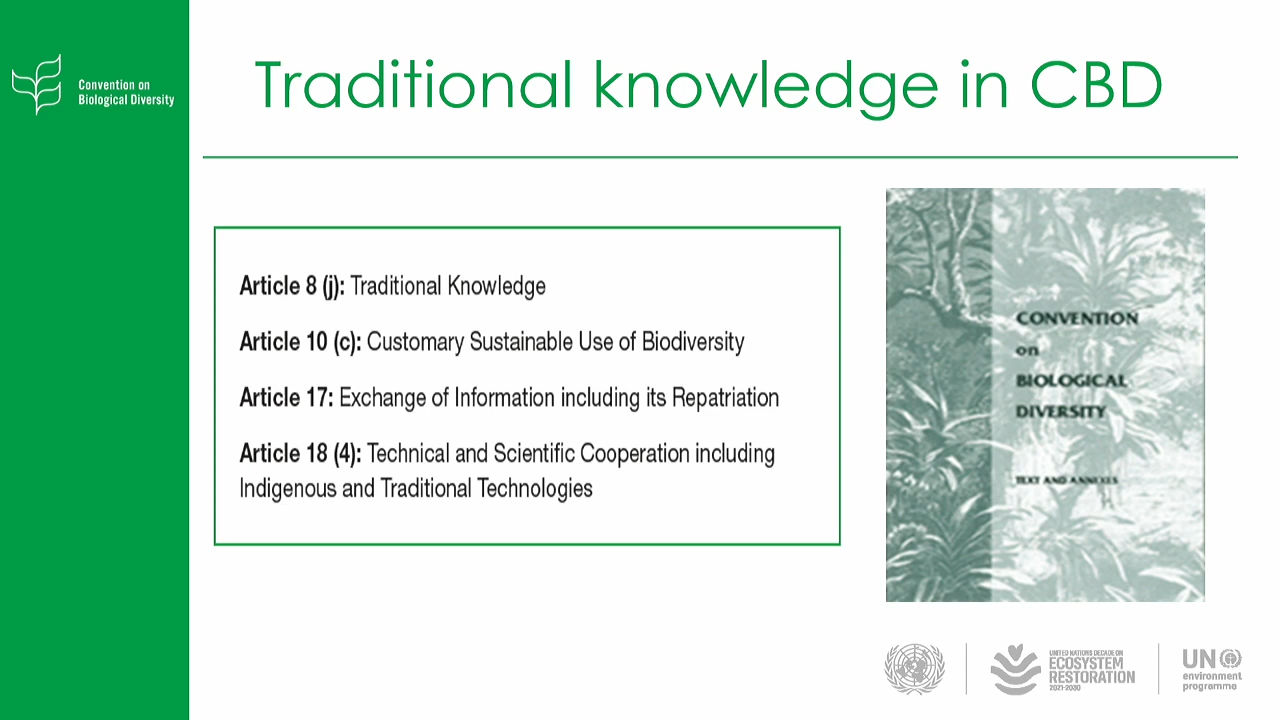 Convention on
Biological Diversity
Traditional knowledge in CBD
Article 8 (j): Traditional Knowledge
Article 10 (c): Customary Sustainable Use of Biodiversity
Article 17: Exchange of Information including its Repatriation
Article 18 (4): Technical and Scientific Cooperation including
Indigenous and Traditional Technologies
CONVENTION
on
BIOLOGICAL
DIVERSITY
TEXT AND ANNEXES
UNITED NATIONS DECADE ON
ECOSYSTEM
RESTORATION
2021-2030
UN
environment
programme